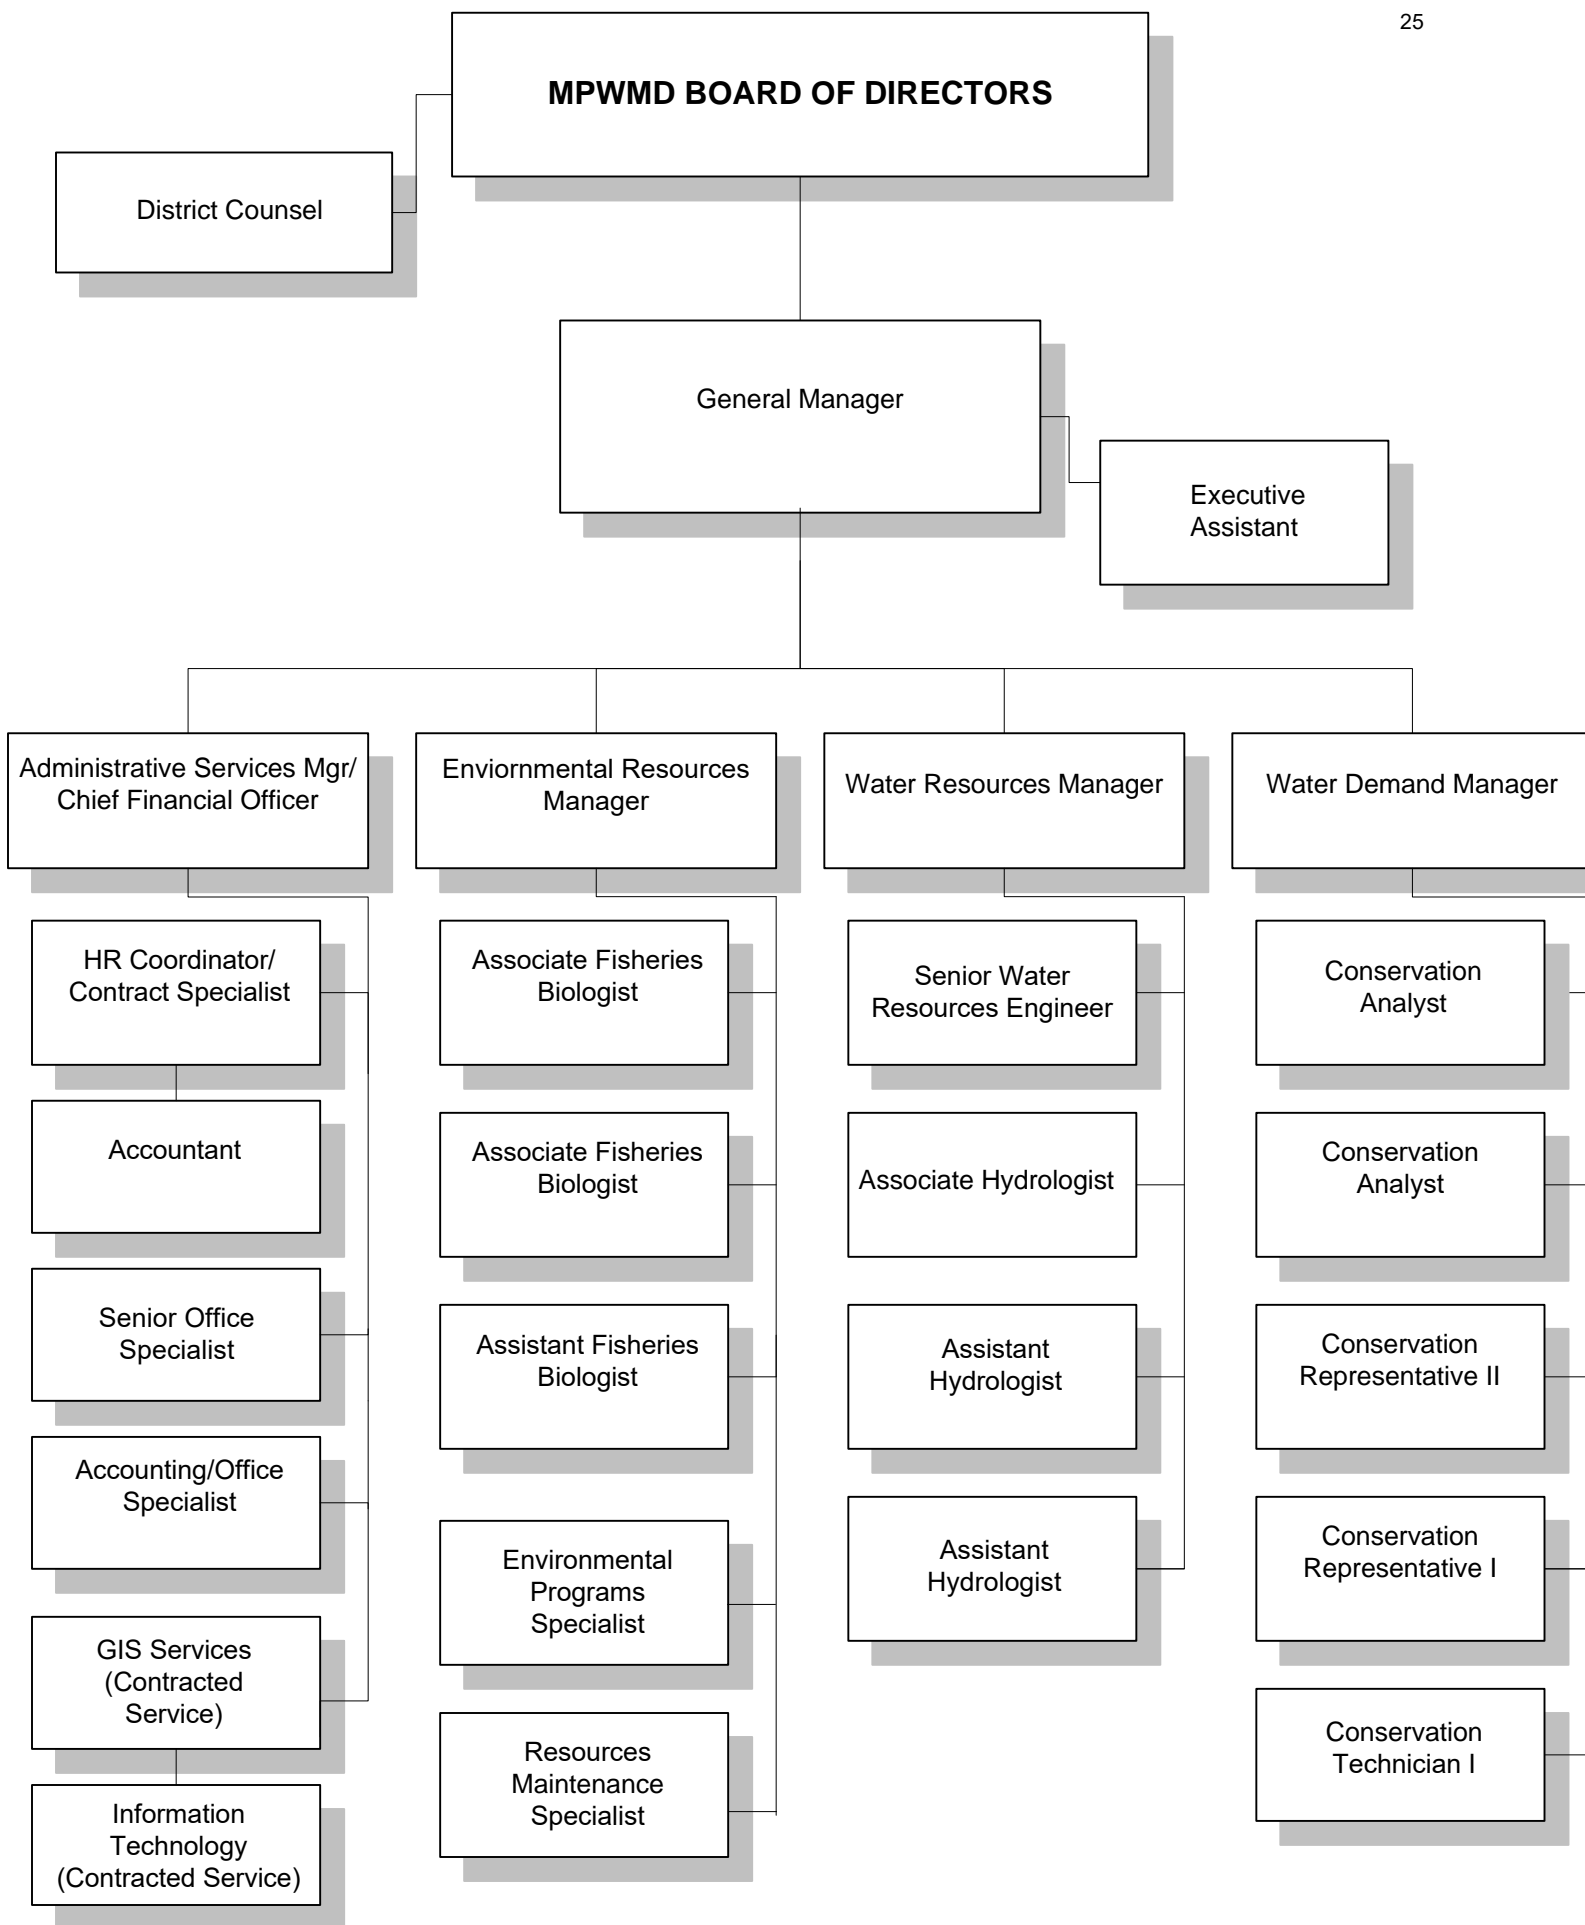 25
MPWMD BOARD OF DIRECTORS
District Counsel
General Manager
Executive
Assistant
Administrative Services Mgr/
Chief Financial Officer
Enviornmental Resources
Manager
Water Resources Manager
Water Demand Manager
HR Coordinator/
Contract Specialist
Accountant
Senior Office
Specialist
Accounting/Office
Specialist
GIS Services
(Contracted
Service)
Information
Technology
(Contracted Service)
Associate Fisheries
Biologist
Associate Fisheries
Biologist
Assistant Fisheries
Biologist
Environmental
Programs
Specialist
Resources
Maintenance
Specialist
Senior Water
Resources Engineer
Associate Hydrologist
Assistant
Hydrologist
Assistant
Hydrologist
Conservation
Analyst
Conservation
Analyst
Conservation
Representative II
Conservation
Representative I
Conservation
Technician I